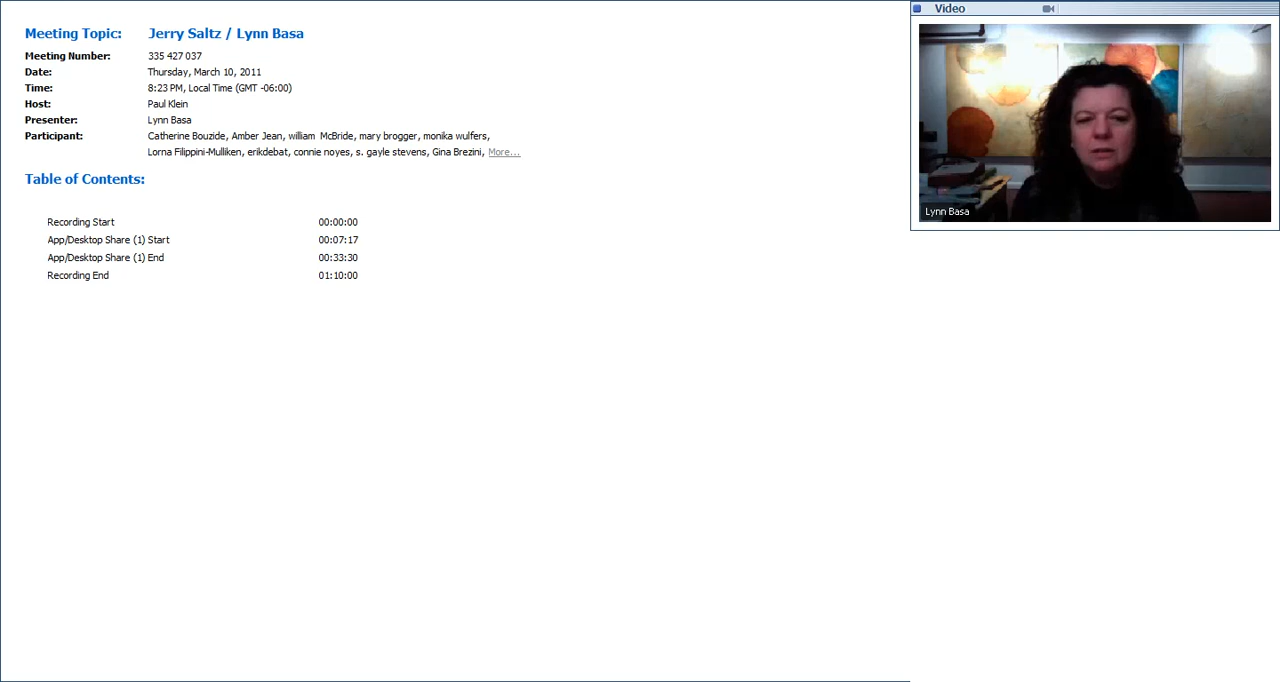 Meeting Topic: Jerry Saltz / Lynn Basa
Meeting Number: 335 427 037
Date: Thursday, March 10, 2011
Time: 8:23 PM, Local Time (GMT -06:00)
Host: Paul Klein
Presenter: Lynn Basa
Participant: Catherine Bouzide, Amber Jean, william  McBride, mary brogger, monika wulfers,
Lorna Filippini-Mulliken, erikdebat, connie noyes, s. gayle stevens, Gina Brezini, More...
Table of Contents:
Recording Start 00:00:00
App/Desktop Share (1) Start 00:07:17
App/Desktop Share (1) End 00:33:30
Recording End 01:10:00
Video
Lynn Basa